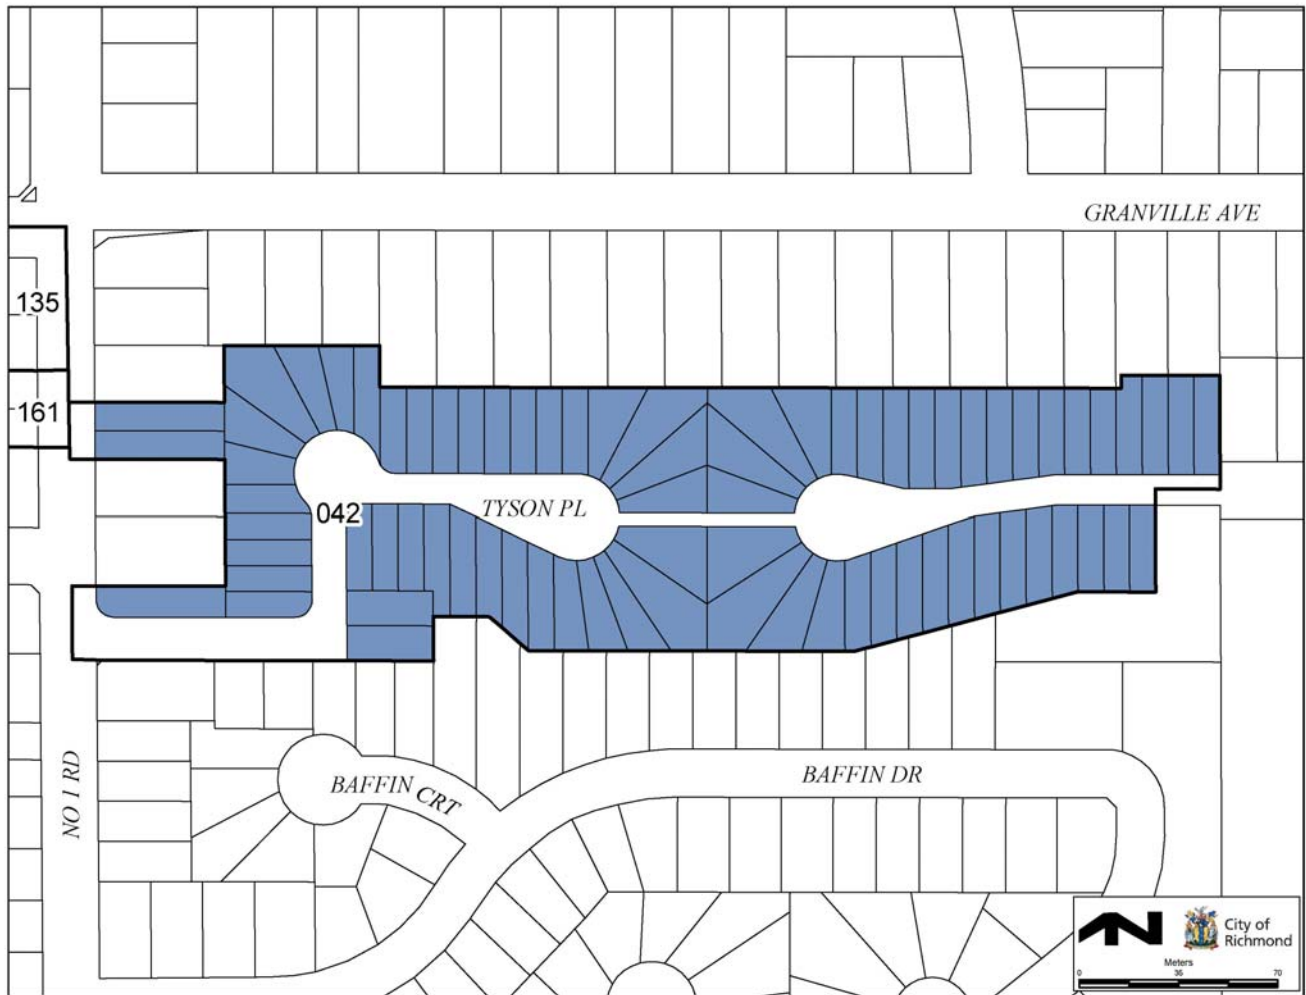 GRANVILLE AVE
135
161
042
TYSON PL
NO 1 RD
BAFFIN CRT
BAFFIN DR
City of
Richmond
Meters
0 35 70